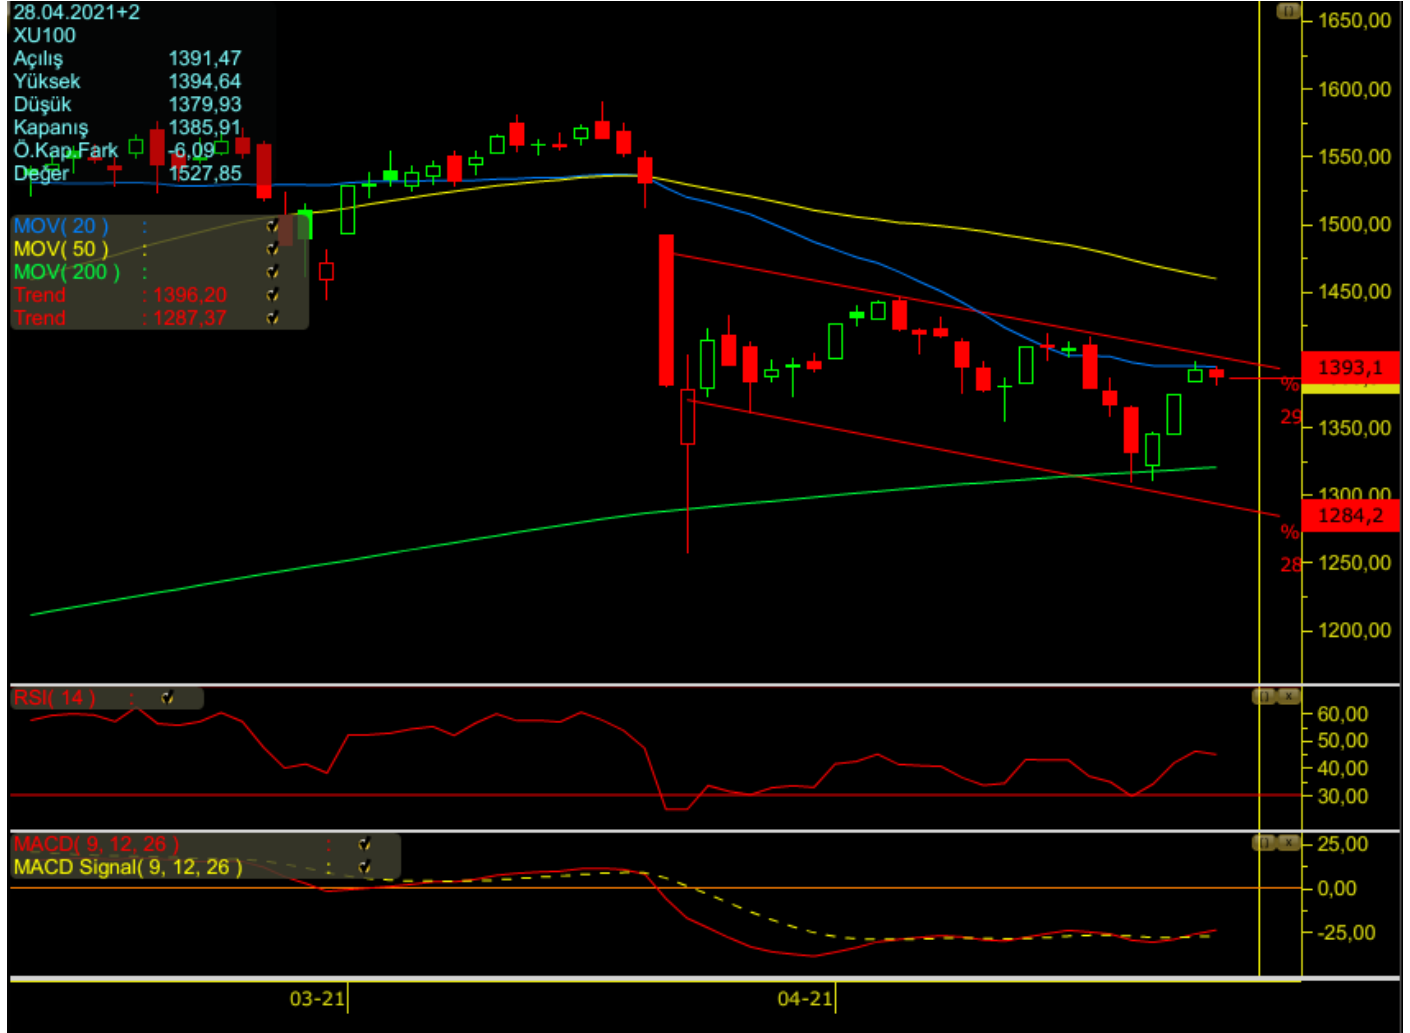 28.04.2021+2
XU100
Açılış 1391,47
Yüksek 1394,64
Düşük 1379,93
Kapanış 1385,91
Ö.Kap.Fark -6,09
Değer 1527,85
MOV( 20 ) :
MOV( 50 ) :
MOV( 200 ) :
Trend : 1396,20
Trend : 1287,37
1650,00
1600,00
1550,00
1500,00
1450,00
1393,1
%
29
1350,00
1300,00
1284,2
%
28
1250,00
1200,00
RSI( 14 ) :
60,00
50,00
40,00
30,00
MACD( 9, 12, 26 ) :
MACD Signal( 9, 12, 26 ) :
25,00
0,00
-25,00
03-21
04-21